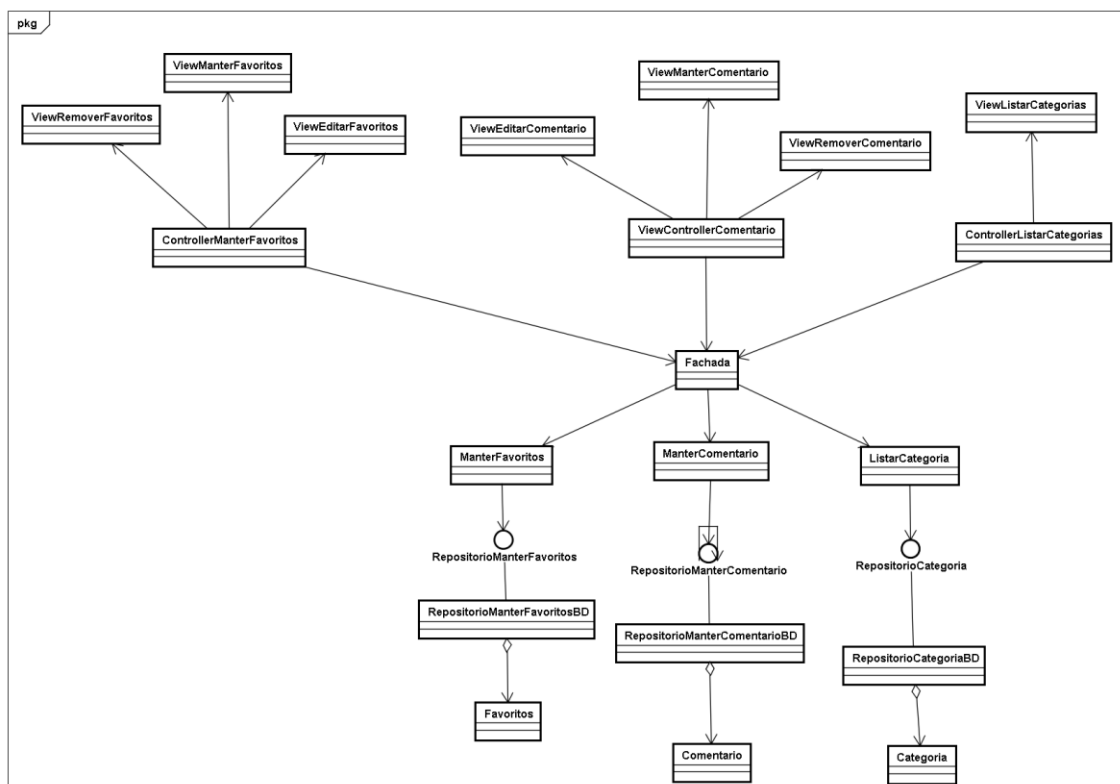 pkg
ViewManterFavoritos
ViewManterComentario
ViewListarCategorias
ViewRemoverFavoritos
ViewEditarFavoritos
ViewEditarComentario
ViewRemoverComentario
ControllerManterFavoritos
ViewControllerComentario
ControllerListarCategorias
Fachada
ManterFavoritos
ManterComentario
ListarCategoria
RepositorioManterFavoritos
RepositorioManterComentario
RepositorioCategoria
RepositorioManterFavoritosBD
RepositorioManterComentarioBD
RepositorioCategoriaBD
Favoritos
Comentario
Categoria